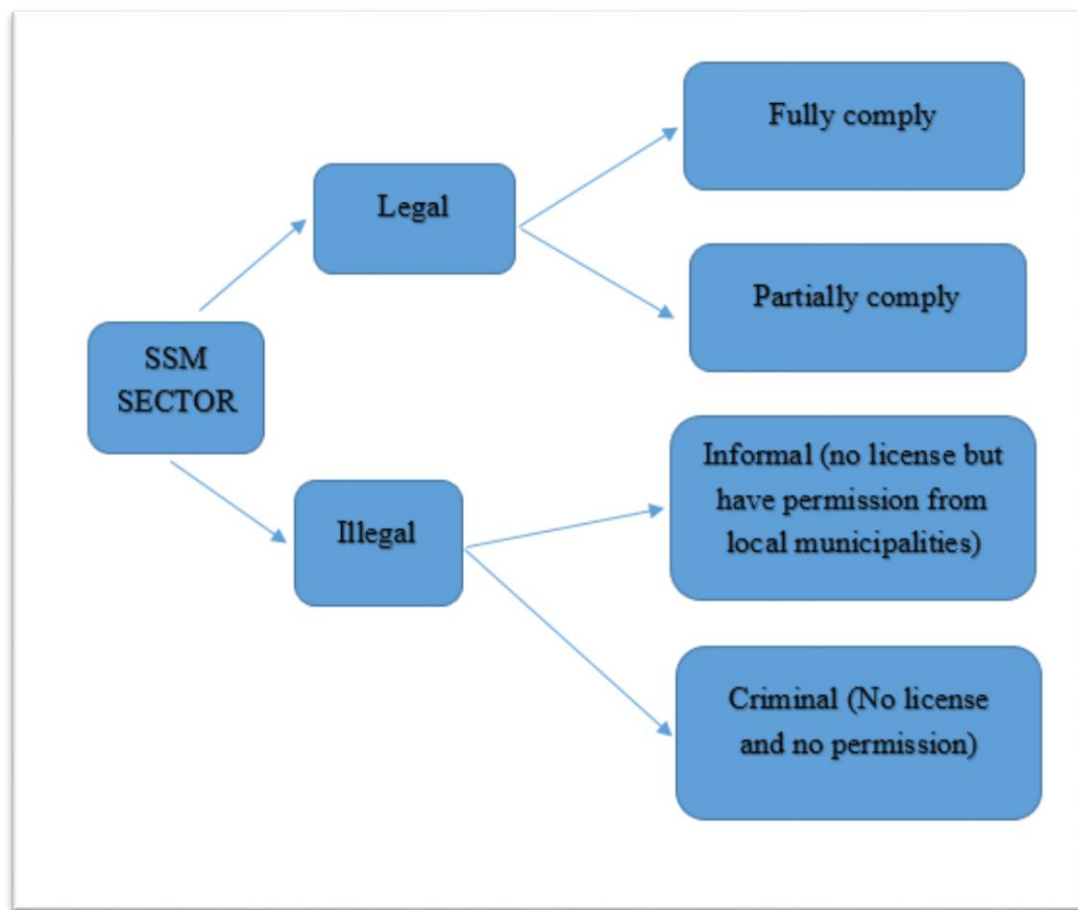 Fully comply
Legal
Partially comply
SSM
SECTOR
Informal (no license but
have permission from
local municipalities)
Illegal
Criminal (No license
and no permission)